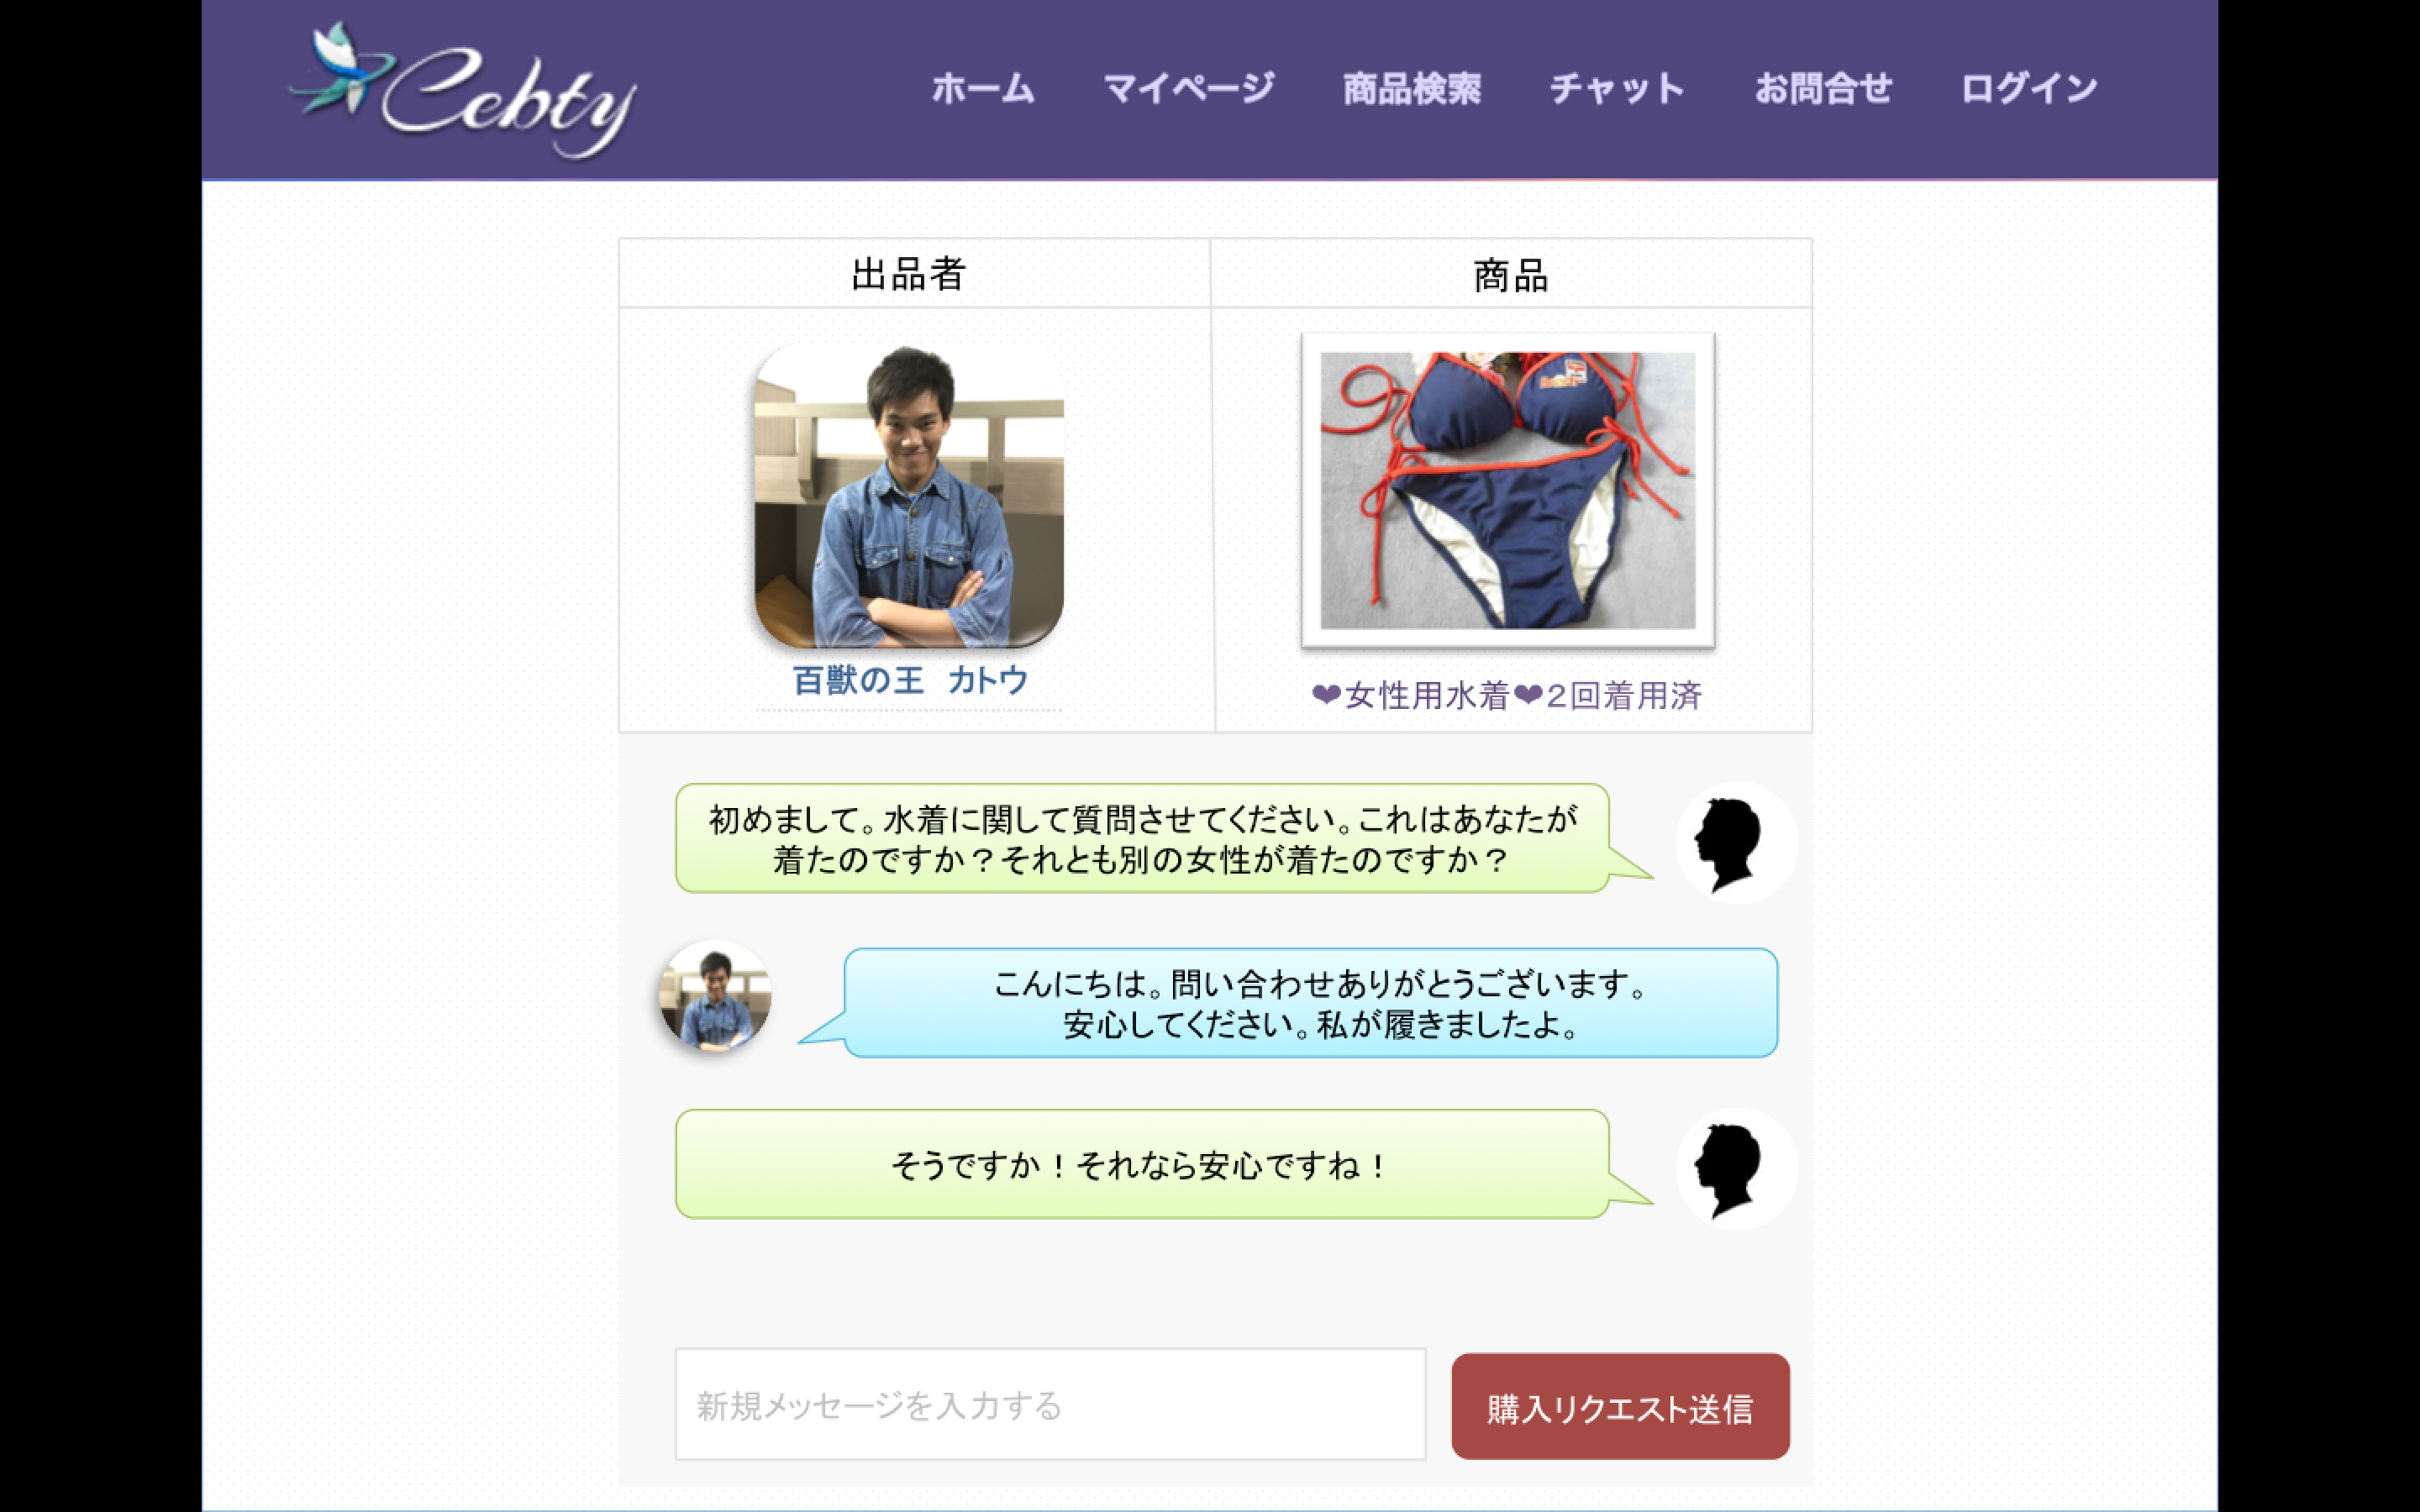 Cebty
ホーム マイページ 商品検索 チャット お問合せ ログイン
出品者 商品
百獣の王 カトウ
❤女性用水着❤2回着用済
初めまして。水着に関して質問させてください。これはあなたが
着たのですか？それとも別の女性が着たのですか？
こんにちは。問い合わせありがとうございます。
安心してください。私が履きましたよ。
そうですか！それなら安心ですね！
新規メッセージを入力する
購入リクエスト送信